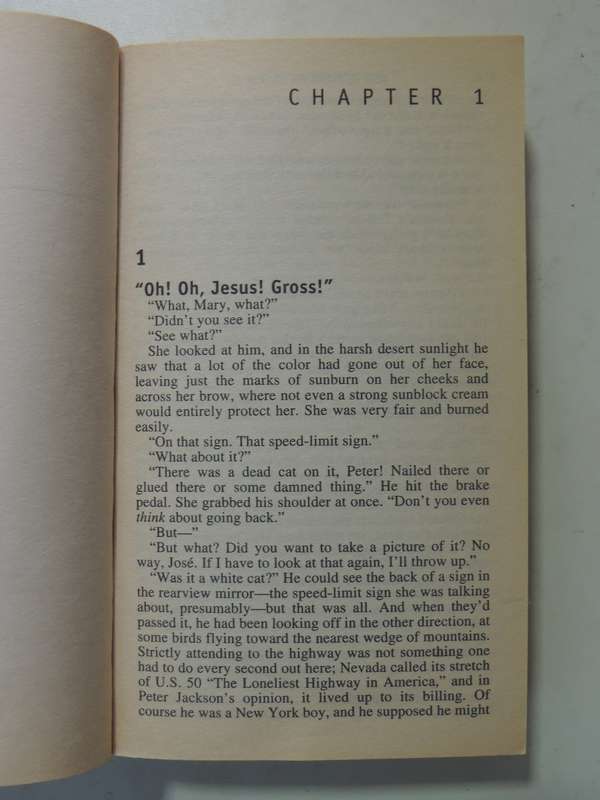 CHAPTER 1
1
“Oh! Oh, Jesus! Gross!”
“What, Mary, what?”
“Didn’t you see it?”
“See what?”
She looked at him, and in the harsh desert sunlight he
saw that a lot of the color had gone out of her face,
leaving just the marks of sunburn on her cheeks and
across her brow, where not even a strong sunblock cream
would entirely protect her. She was very fair and burned
easily.
“On that sign. That speed-limit sign.”
“What about it?”
“There was a dead cat on it, Peter! Nailed there or
glued there or some damned thing.” He hit the brake
pedal. She grabbed his shoulder at once. “Don’t you even
think about going back.”
“But—”
“But what? Did you want to take a picture of it? No
way, José. If I have to look at that again, I’ll throw up.”
“Was it a white cat?” He could see the back of a sign in
the rearview mirror—the speed-limit sign she was talking
about, presumably—but that was all. And when they’d
passed it, he had been looking off in the other direction, at
some birds flying toward the nearest wedge of mountains.
Strictly attending to the highway was not something one
had to do every second out here; Nevada called its stretch
of U.S. 50 “The Loneliest Highway in America,” and in
Peter Jackson’s opinion, it lived up to its billing. Of
course he was a New York boy, and he supposed he might